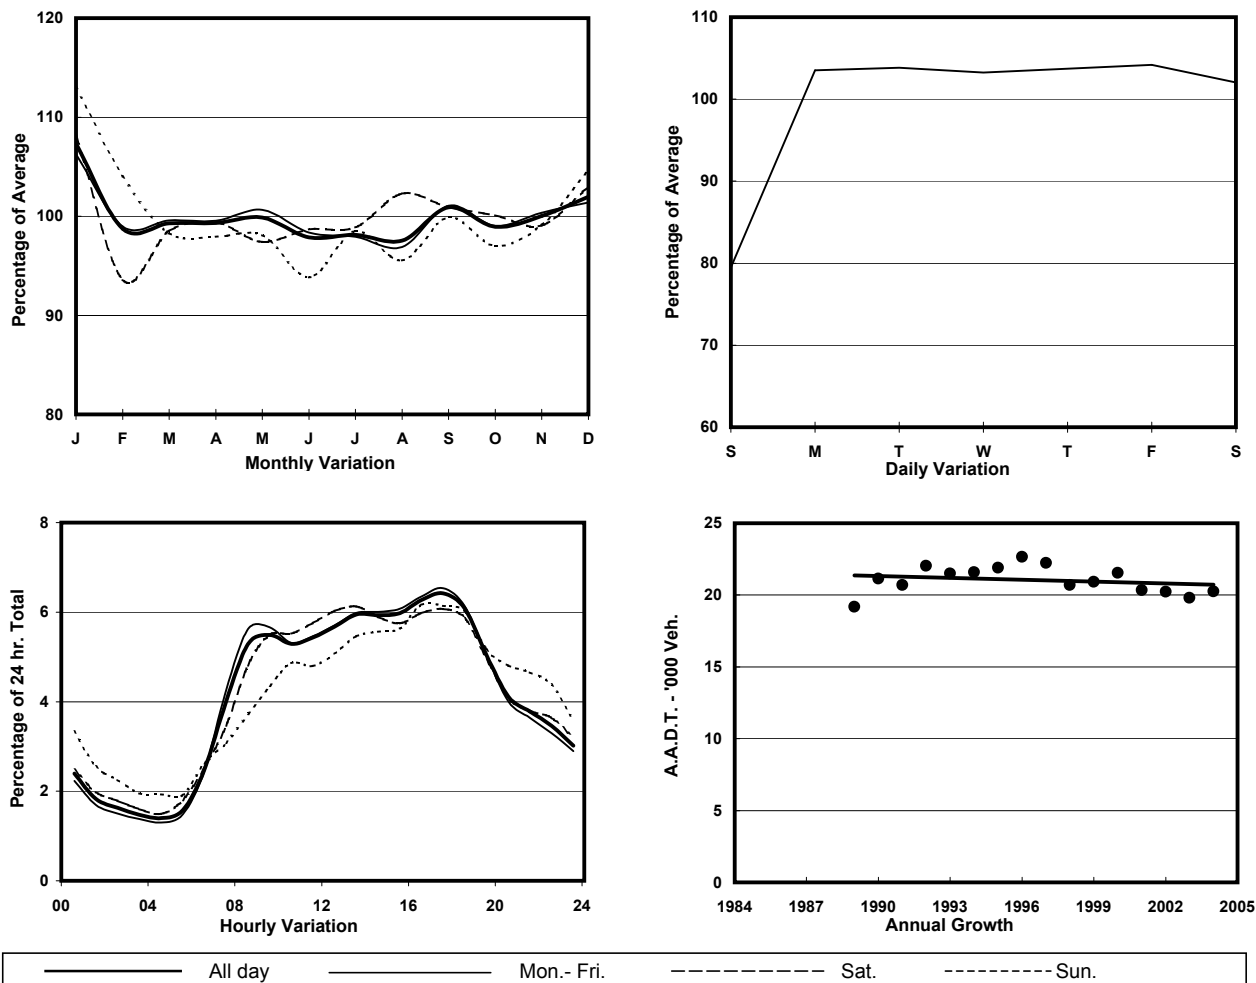 120
110
100
90
80
Percentage of Average
J F M A M J J A S O N D
Monthly Variation
110
100
90
80
70
60
Percentage of Average
S M T W T F S
Daily Variation
8
6
4
2
0
Percentage of 24 hr. Total
00 04 08 12 16 20 24
Hourly Variation
25
20
15
10
5
0
A.A.D.T. - '000 Veh.
1984 1987 1990 1993 1996 1999 2002 2005
Annual Growth
All day Mon.- Fri. Sat. Sun.